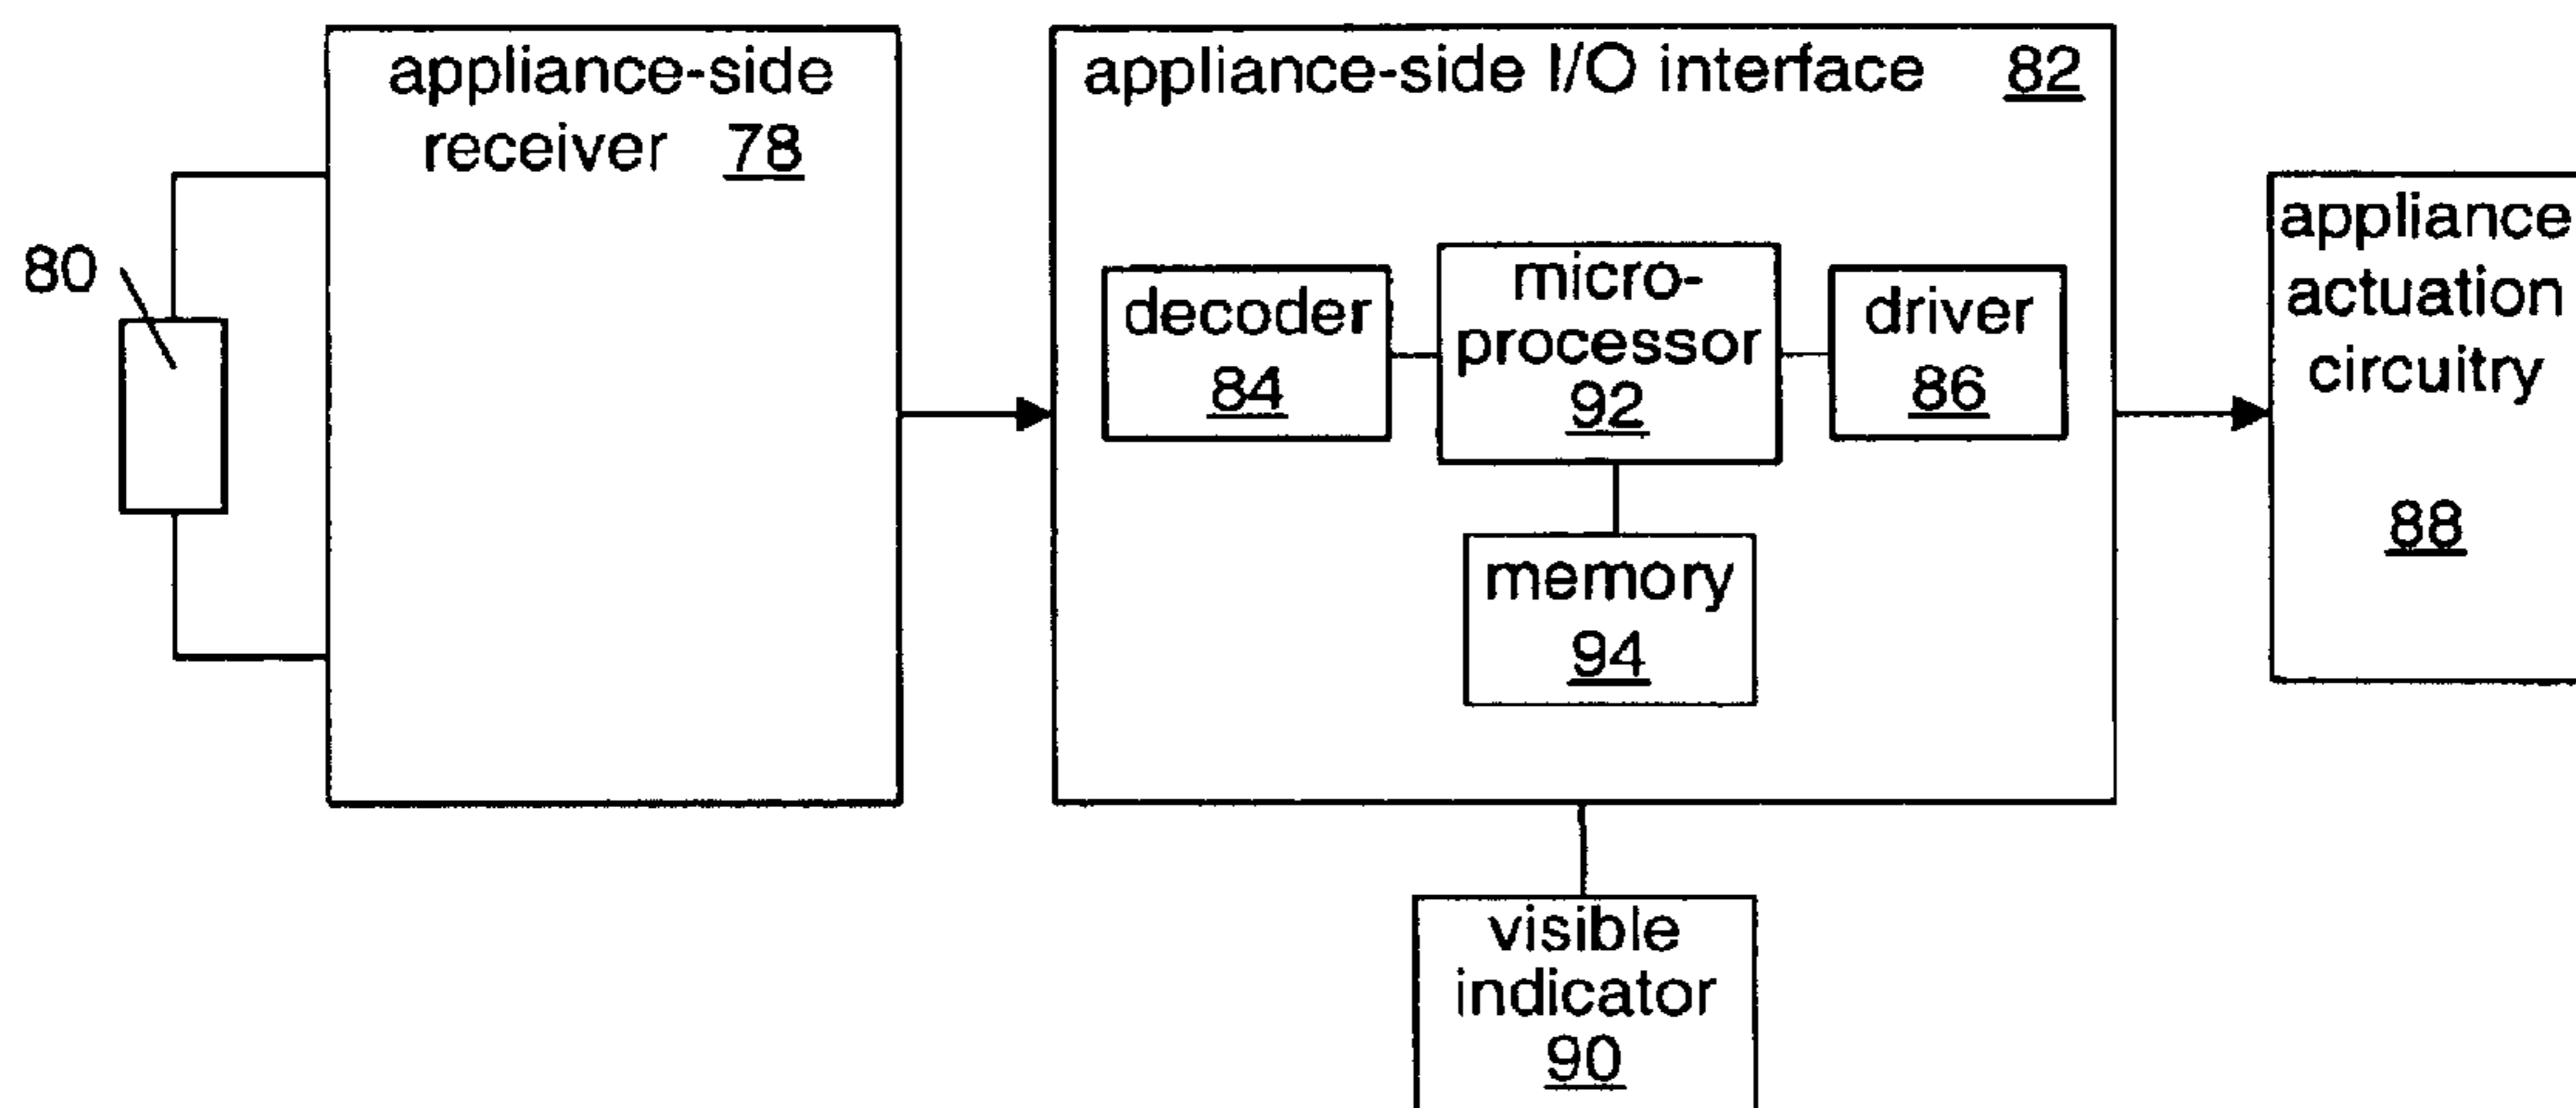 appliance-side
receiver 78
80
appliance-side I/O interface 82
decoder
84
micro-
processor
92
driver
86
memory
94
appliance
actuation
circuitry
88
visible
indicator
90